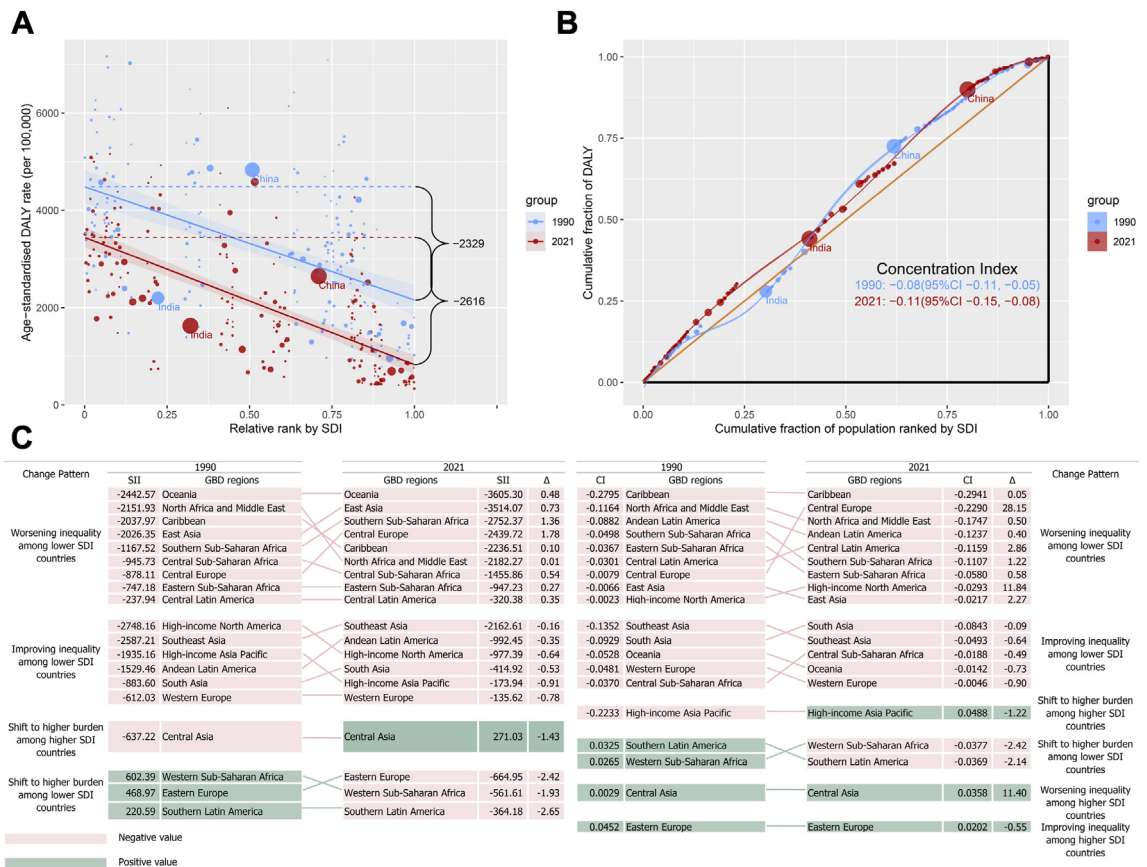 A
Age−standardised DALY rate (per 100,000)
6000
4000
2000
0
0
0.25
0.50
0.75
1.00
Relative rank by SDI
China
India
China
India
−2329
−2616
group
1990
2021
B
Cumulative fraction of DALY
1.00
0.75
0.50
0.25
0.00
0.00
0.25
0.50
0.75
1.00
Cumulative fraction of population ranked by SDI
China
China
India
India
Concentration Index
1990: −0.08(95%CI −0.11, −0.05)
2021: −0.11(95%CI −0.15, −0.08)
group
1990
2021
C
Change Pattern
1990
2021
SII GBD regions
GBD regions SII Δ
Worsening inequality
among lower SDI
countries
-2442.57 Oceania Oceania -3605.30 0.48
-2151.93 North Africa and Middle East East Asia -3514.07 0.73
-2037.97 Caribbean Southern Sub-Saharan Africa -2752.37 1.36
-2026.35 East Asia Central Europe -2439.72 1.78
-1167.52 Southern Sub-Saharan Africa Caribbean -2236.51 0.10
-945.73 Central Sub-Saharan Africa North Africa and Middle East -2182.27 0.01
-878.11 Central Europe Central Sub-Saharan Africa -1455.86 0.54
-747.18 Eastern Sub-Saharan Africa Eastern Sub-Saharan Africa -947.23 0.27
-237.94 Central Latin America Central Latin America -320.38 0.35
Improving inequality
among lower SDI
countries
-2748.16 High-income North America Southeast Asia -2162.61 -0.16
-2587.21 Southeast Asia Andean Latin America -992.45 -0.35
-1935.16 High-income Asia Pacific High-income North America -977.39 -0.64
-1529.46 Andean Latin America South Asia -414.92 -0.53
-883.60 South Asia High-income Asia Pacific -173.94 -0.91
-612.03 Western Europe Western Europe -135.62 -0.78
Shift to higher burden
among higher SDI
countries
-637.22 Central Asia Central Asia 271.03 -1.43
Shift to higher burden
among lower SDI
countries
602.39 Western Sub-Saharan Africa Eastern Europe -664.95 -2.42
468.97 Eastern Europe Western Sub-Saharan Africa -561.61 -1.93
220.59 Southern Latin America Southern Latin America -364.18 -2.65
Negative value
Positive value
1990
2021
Change Pattern
CI GBD regions
GBD regions CI Δ
-0.2795 Caribbean Caribbean -0.2941 0.05
-0.1164 North Africa and Middle East Central Europe -0.2290 28.15
-0.0882 Andean Latin America North Africa and Middle East -0.1747 0.50
-0.0498 Southern Sub-Saharan Africa Andean Latin America -0.1237 0.40
-0.0367 Eastern Sub-Saharan Africa Central Latin America -0.1159 2.86
-0.0301 Central Latin America Southern Sub-Saharan Africa -0.1107 1.22
-0.0079 Central Europe Eastern Sub-Saharan Africa -0.0580 0.58
-0.0066 East Asia High-income North America -0.0293 11.84
-0.0023 High-income North America East Asia -0.0217 2.27
Worsening inequality
among lower SDI
countries
-0.1352 Southeast Asia South Asia -0.0843 -0.09
-0.0929 South Asia Southeast Asia -0.0493 -0.64
-0.0528 Oceania Central Sub-Saharan Africa -0.0188 -0.49
-0.0481 Western Europe Oceania -0.0142 -0.73
-0.0370 Central Sub-Saharan Africa Western Europe -0.0046 -0.90
Improving inequality
among lower SDI
countries
-0.2233 High-income Asia Pacific High-income Asia Pacific 0.0488 -1.22
Shift to higher burden
among higher SDI
countries
0.0325 Southern Latin America Western Sub-Saharan Africa -0.0377 -2.42
0.0265 Western Sub-Saharan Africa Southern Latin America -0.0369 -2.14
Shift to higher burden
among lower SDI
countries
0.0029 Central Asia Central Asia 0.0358 11.40
Worsening inequality
among higher SDI
countries
0.0452 Eastern Europe Eastern Europe 0.0202 -0.55
Improving inequality
among higher SDI
countries